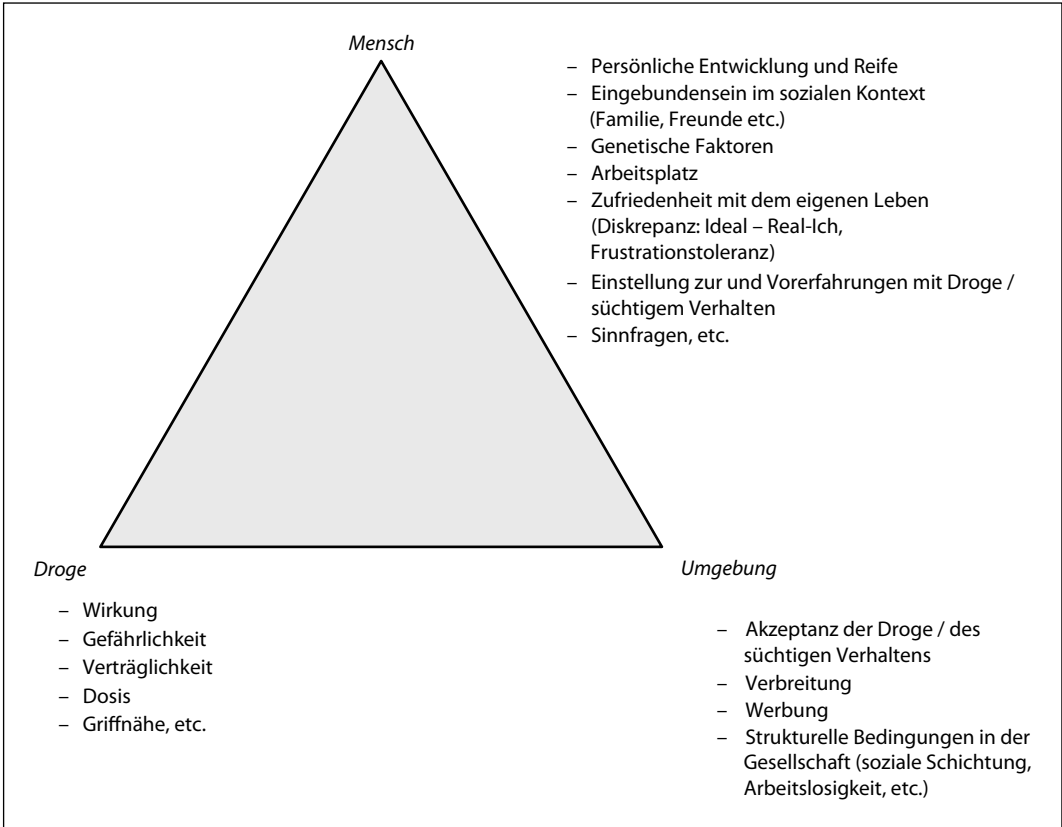 Mensch
– Persönliche Entwicklung und Reife
– Eingebundensein im sozialen Kontext
(Familie, Freunde etc.)
– Genetische Faktoren
– Arbeitsplatz
– Zufriedenheit mit dem eigenen Leben
(Diskrepanz: Ideal – Real-Ich,
Frustrationstoleranz)
– Einstellung zur und Vorerfahrungen mit Droge /
süchtigem Verhalten
– Sinnfragen, etc.
Droge
– Wirkung
– Gefährlichkeit
– Verträglichkeit
– Dosis
– Griffnähe, etc.
Umgebung
– Akzeptanz der Droge / des
süchtigen Verhaltens
– Verbreitung
– Werbung
– Strukturelle Bedingungen in der
Gesellschaft (soziale Schichtung,
Arbeitslosigkeit, etc.)